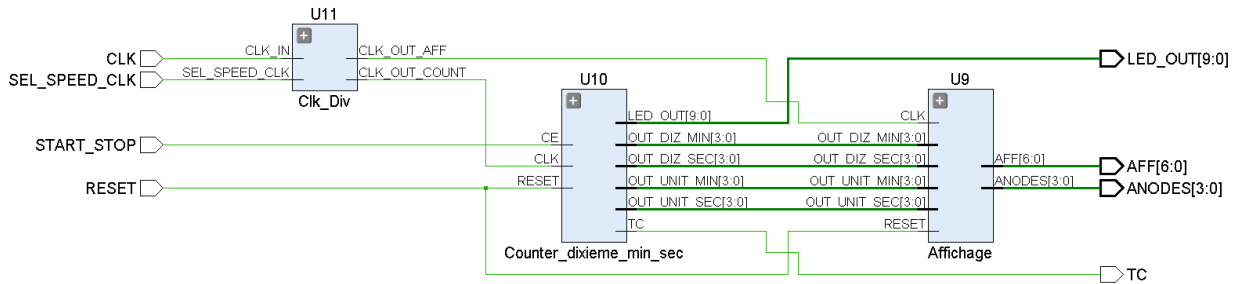 U11
CLK
CLK_IN
CLK_OUT_AFF
LED_OUT[9:0]
SEL_SPEED_CLK
SEL_SPEED_CLK
CLK_OUT_COUNT
Clk_Div
U10
U9
LED_OUT[9:0]
CLK
START_STOP
CE
OUT_DIZ_MIN[3:0]
OUT_DIZ_MIN[3:0]
CLK
OUT_DIZ_SEC[3:0]
OUT_DIZ_SEC[3:0]
AFF[6:0]
AFF[6:0]
RESET
RESET
OUT_UNIT_MIN[3:0]
OUT_UNIT_MIN[3:0]
ANODES[3:0]
ANODES[3:0]
OUT_UNIT_SEC[3:0]
OUT_UNIT_SEC[3:0]
TC
RESET
Counter_dixieme_min_sec
Affichage
TC